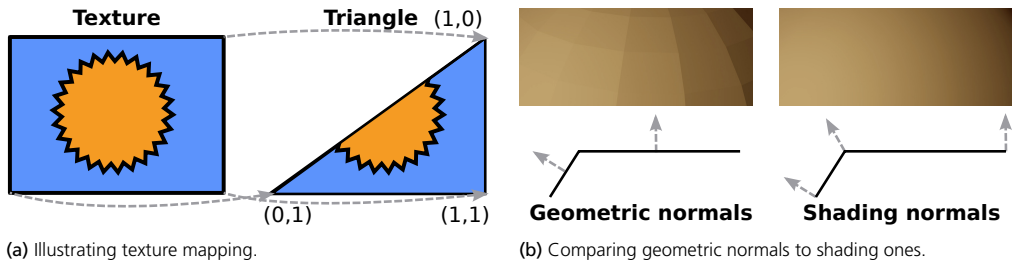 Texture
Triangle
(1,0)
(0,1)
(1,1)
Geometric normals
Shading normals
(a) Illustrating texture mapping.
(b) Comparing geometric normals to shading ones.